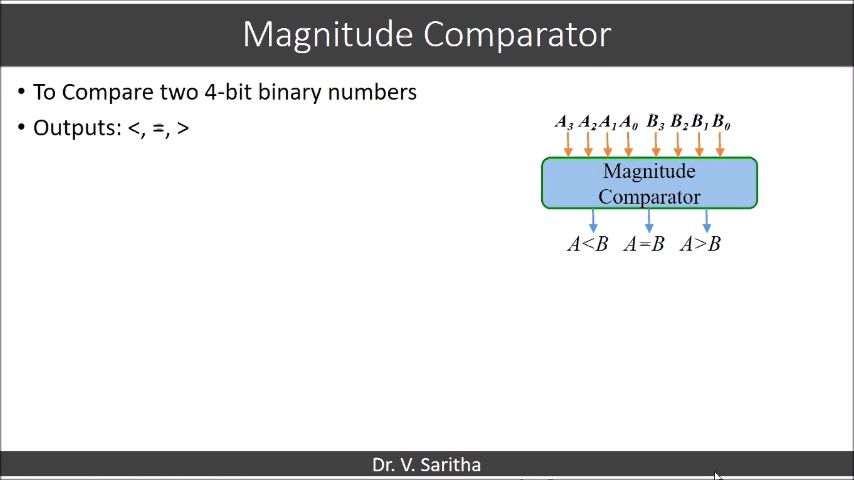 Magnitude Comparator
• To Compare two 4-bit binary numbers
• Outputs: <, =, >
A₃ A₂ A₁ A₀ B₃ B₂ B₁ B₀
Magnitude
Comparator
A<B A=B A>B
Dr. V. Saritha